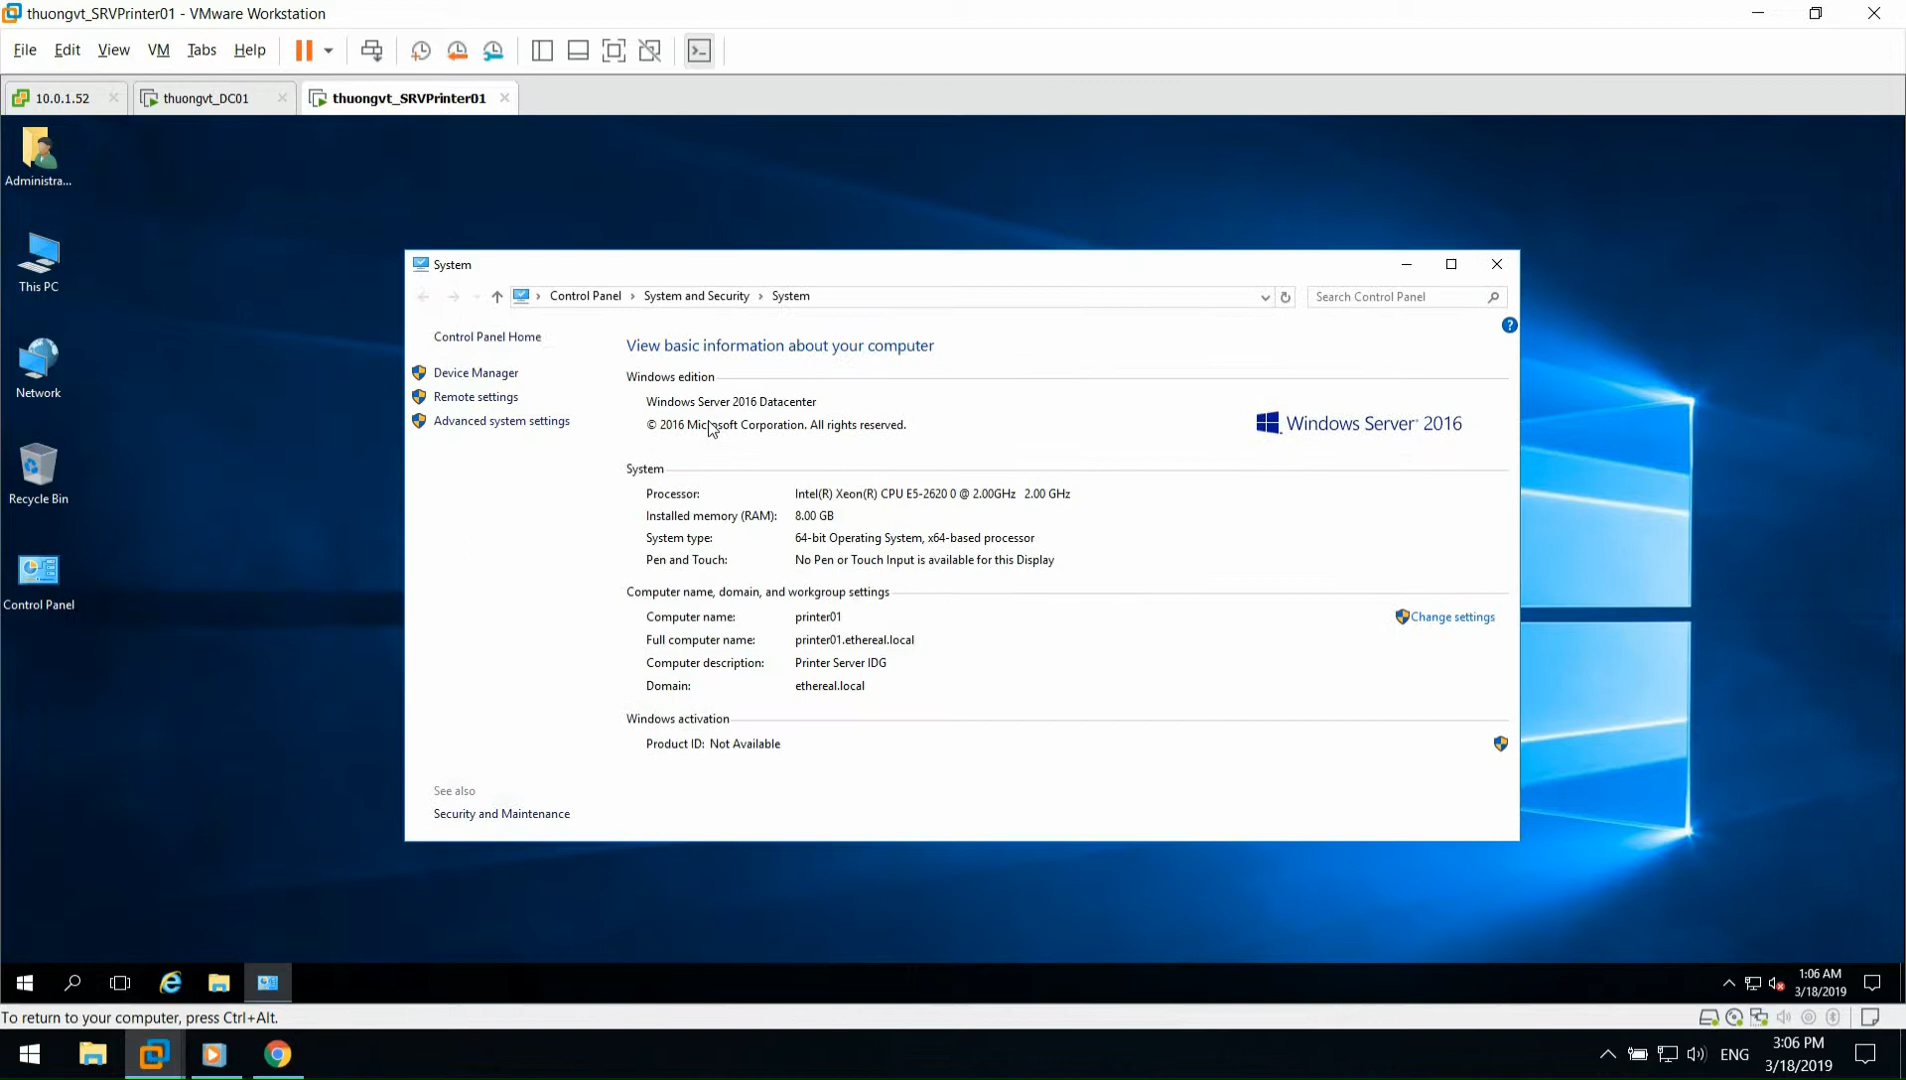 thuongvt_SRVPrinter01 - VMware Workstation
File Edit View VM Tabs Help
10.0.1.52 thuongvt_DC01 thuongvt_SRVPrinter01
Administra...
This PC
Network
Recycle Bin
Control Panel
System
Control Panel System and Security System
Search Control Panel
Control Panel Home
Device Manager
Remote settings
Advanced system settings
See also
Security and Maintenance
View basic information about your computer
Windows edition
Windows Server 2016 Datacenter
© 2016 Microsoft Corporation. All rights reserved.
Windows Server 2016
System
Processor: Intel(R) Xeon(R) CPU E5-2620 0 @ 2.00GHz 2.00 GHz
Installed memory (RAM): 8.00 GB
System type: 64-bit Operating System, x64-based processor
Pen and Touch: No Pen or Touch Input is available for this Display
Computer name, domain, and workgroup settings
Computer name: printer01
Change settings
Full computer name: printer01.ethereal.local
Computer description: Printer Server IDG
Domain: ethereal.local
Windows activation
Product ID: Not Available
1:06 AM
3/18/2019
To return to your computer, press Ctrl+Alt.
ENG
3:06 PM
3/18/2019